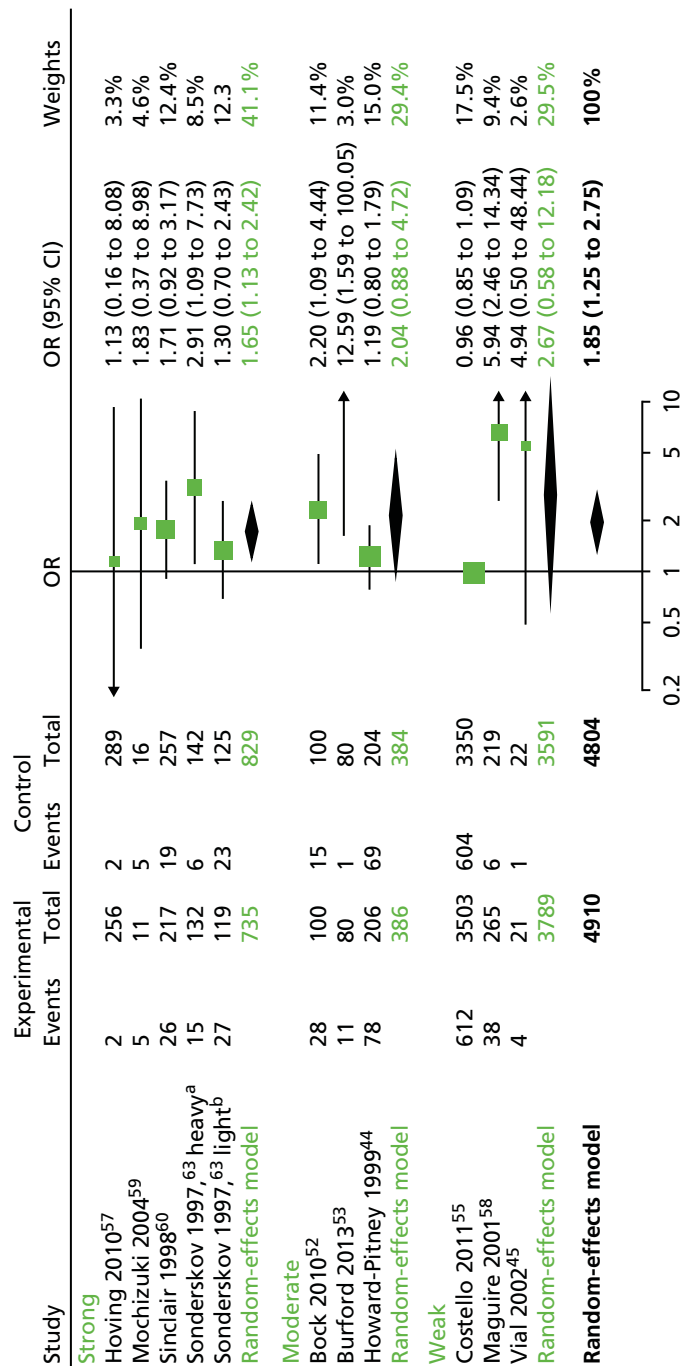 Experimental Control
Study Events Total Events Total OR OR (95% CI) Weights
Strong
Hoving 2010⁵⁷ 2 256 2 289 1.13 (0.16 to 8.08) 3.3%
Mochizuki 2004⁵⁹ 5 11 5 16 1.83 (0.37 to 8.98) 4.6%
Sinclair 1998⁶⁰ 26 217 19 257 1.71 (0.92 to 3.17) 12.4%
Sonderskov 1997,⁶³ heavyᵃ 15 132 6 142 2.91 (1.09 to 7.73) 8.5%
Sonderskov 1997,⁶³ lightᵇ 27 119 23 125 1.30 (0.70 to 2.43) 12.3
Random-effects model 735 829 1.65 (1.13 to 2.42) 41.1%
Moderate
Bock 2010⁵² 28 100 15 100 2.20 (1.09 to 4.44) 11.4%
Burford 2013⁵³ 11 80 1 80 12.59 (1.59 to 100.05) 3.0%
Howard-Pitney 1999⁴⁴ 78 206 69 204 1.19 (0.80 to 1.79) 15.0%
Random-effects model 386 384 2.04 (0.88 to 4.72) 29.4%
Weak
Costello 2011⁵⁵ 612 3503 604 3350 0.96 (0.85 to 1.09) 17.5%
Maguire 2001⁵⁸ 38 265 6 219 5.94 (2.46 to 14.34) 9.4%
Vial 2002⁴⁵ 4 21 1 22 4.94 (0.50 to 48.44) 2.6%
Random-effects model 3789 3591 2.67 (0.58 to 12.18) 29.5%
Random-effects model 4910 4804 1.85 (1.25 to 2.75) 100%
0.2 0.5 1 2 5 10